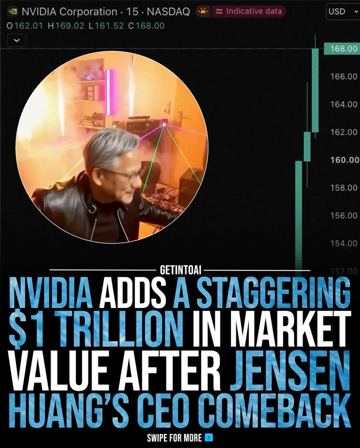 NVIDIA Corporation · 15 · NASDAQ ≈ Indicative data USD
O162.01 H169.02 L161.52 C168.00
168.00
166.00
164.00
162.00
160.00
158.00
156.00
154.00
152.00
GETINTOAI
NVIDIA ADDS A STAGGERING
$1 TRILLION IN MARKET
VALUE AFTER JENSEN
HUANG'S CEO COMEBACK
SWIPE FOR MORE